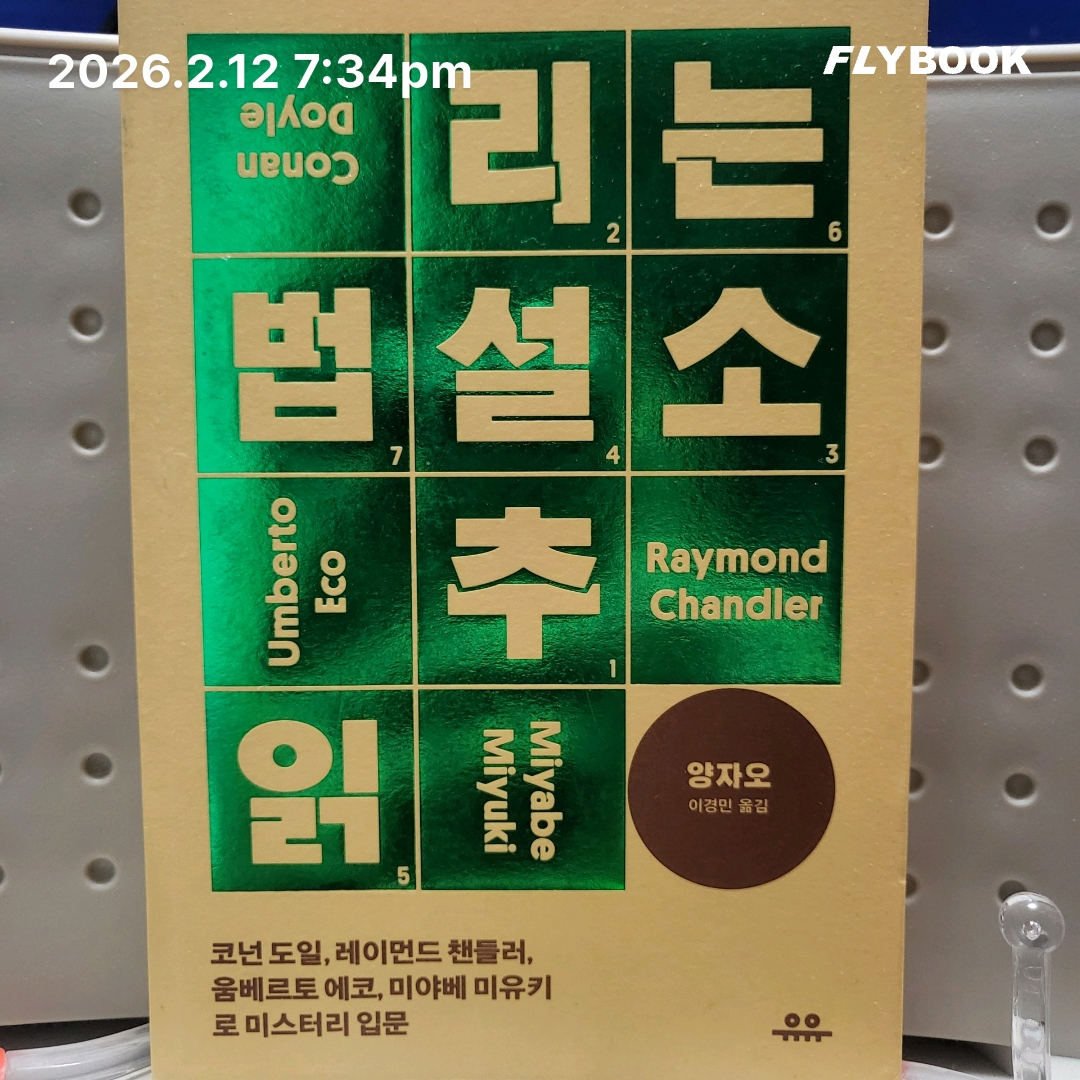 2026.2.12 7:34pm
FLYBOOK
Conan
Doyle
리
2
는
6
법
7
설
4
소
3
Umberto
Eco
추
1
Raymond
Chandler
읽
5
Miyabe
Miyuki
양자오
이경민 옮김
코넌 도일, 레이먼드 챈들러,
움베르토 에코, 미야베 미유키
로 미스터리 입문
유유